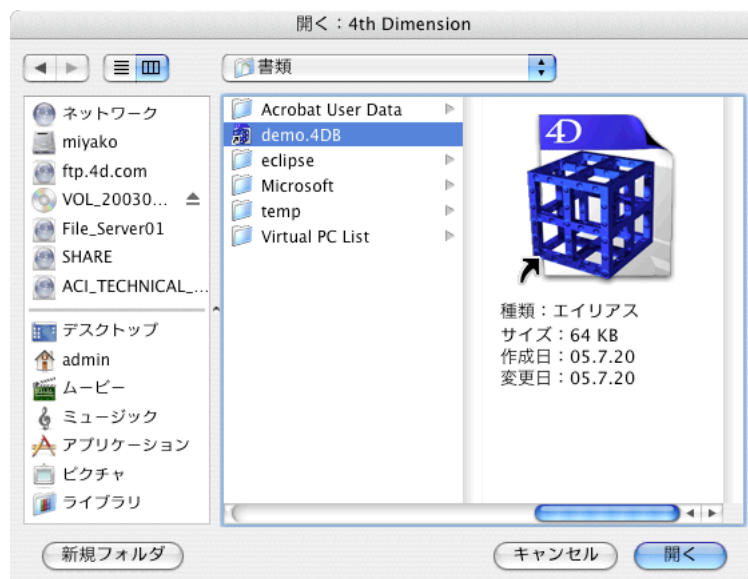 開く：4th Dimension
書類
ネットワーク
miyako
ftp.4d.com
VOL_20030...
File_Server01
SHARE
ACI_TECHNICAL_...
デスクトップ
admin
ムービー
ミュージック
アプリケーション
ピクチャ
ライブラリ
Acrobat User Data
demo.4DB
eclipse
Microsoft
temp
Virtual PC List
4D
種類：エイリアス
サイズ：64 KB
作成日：05.7.20
変更日：05.7.20
新規フォルダ
キャンセル
開く